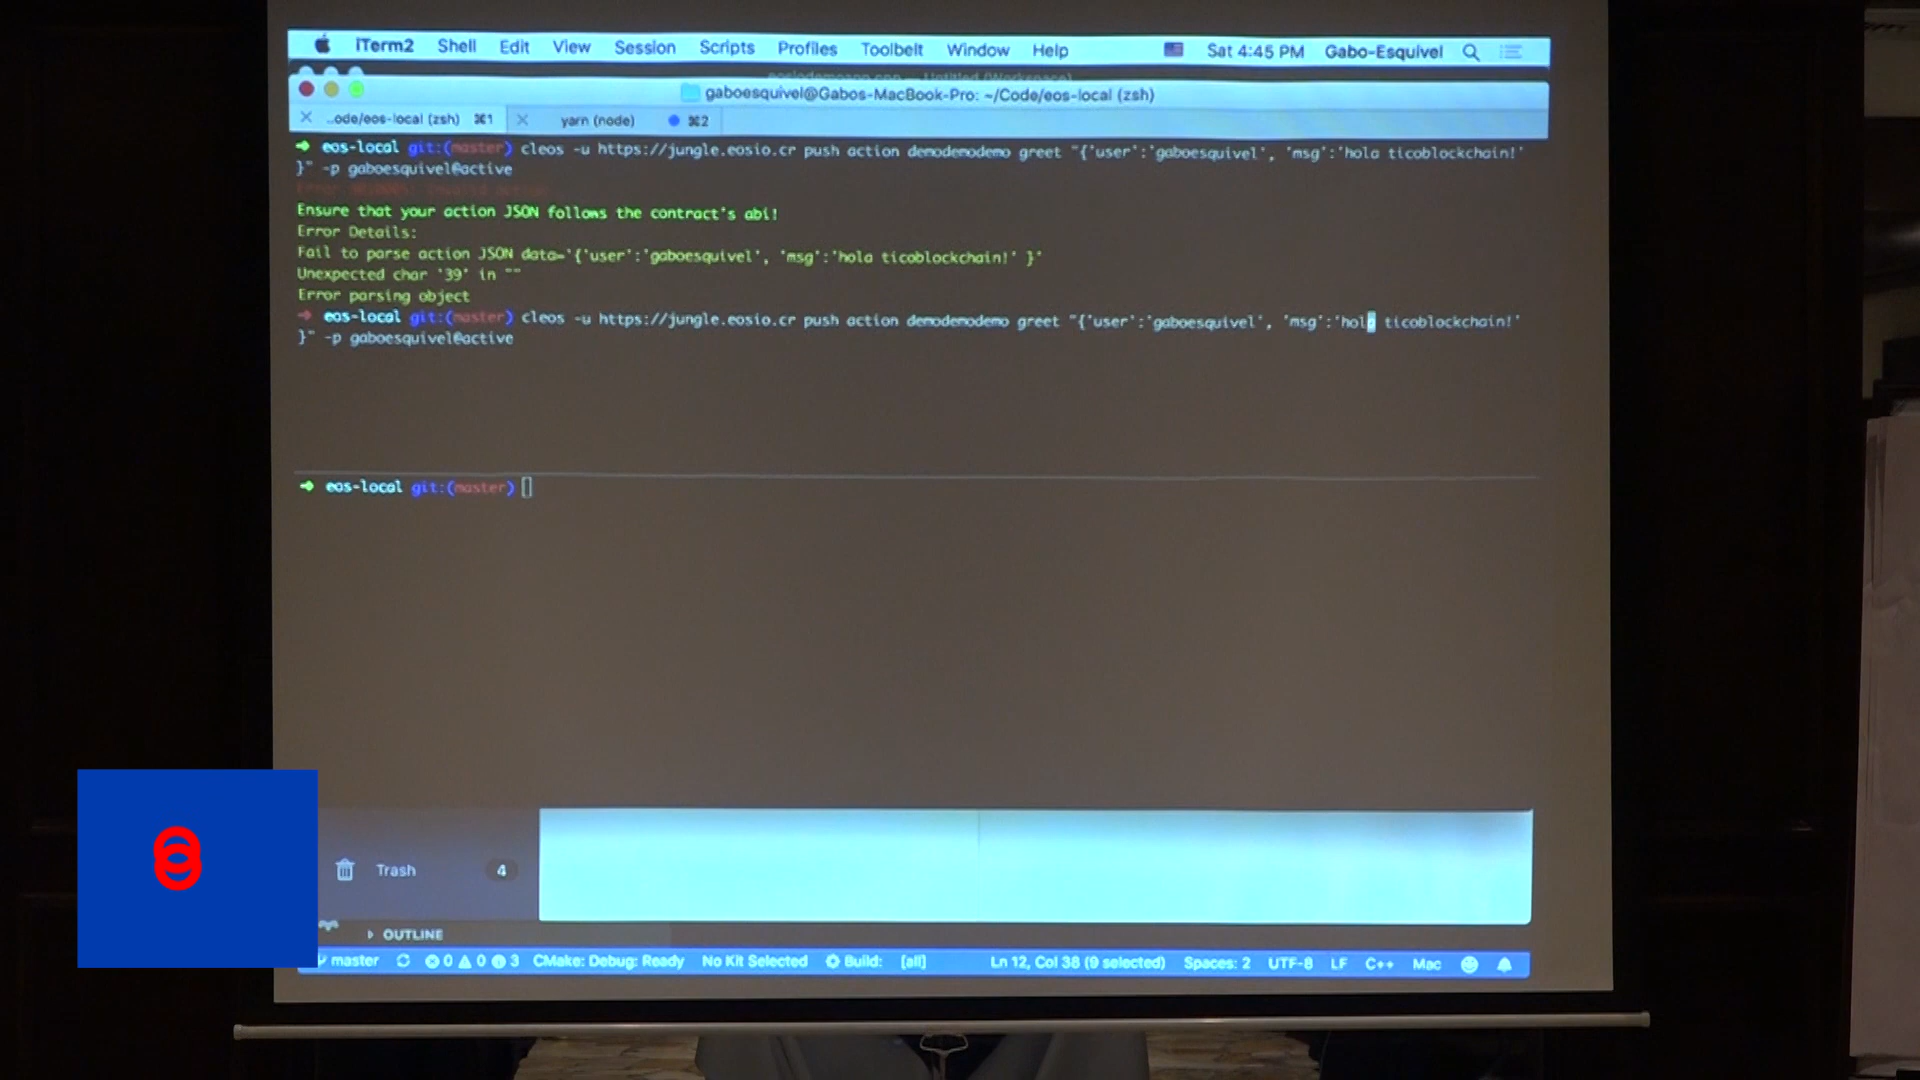 iTerm2 Shell Edit View Session Scripts Profiles Toolbelt Window Help Sat 4:45 PM Gabo-Esquivel
gaboesquivel@Gabos-MacBook-Pro: ~/Code/eos-local (zsh)
..ode/eos-local (zsh) ⌘1 yarn (node) ⌘2
➜ eos-local git:(master) cleos -u https://jungle.eosio.cr push action demodemodemo greet "{'user':'gaboesquivel', 'msg':'hola ticoblockchain!'
}" -p gaboesquivel@active
Ensure that your action JSON follows the contract's abi!
Error Details:
Fail to parse action JSON data='{'user':'gaboesquivel', 'msg':'hola ticoblockchain!' }'
Unexpected char '39' in ""
Error parsing object
➜ eos-local git:(master) cleos -u https://jungle.eosio.cr push action demodemodemo greet "{'user':'gaboesquivel', 'msg':'hola ticoblockchain!'
}" -p gaboesquivel@active
➜ eos-local git:(master)
Trash 4
OUTLINE
master 0 0 3 CMake: Debug: Ready No Kit Selected Build: [all] Ln 12, Col 38 (9 selected) Spaces: 2 UTF-8 LF C++ Mac